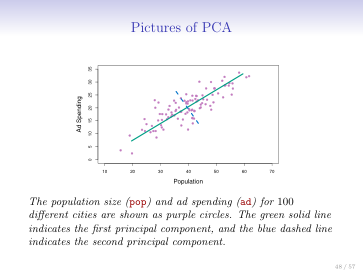 Pictures of PCA
35
30
25
20
15
10
5
0
Ad Spending
10 20 30 40 50 60 70
Population
The population size (pop) and ad spending (ad) for 100
different cities are shown as purple circles. The green solid line
indicates the first principal component, and the blue dashed line
indicates the second principal component.
48 / 57